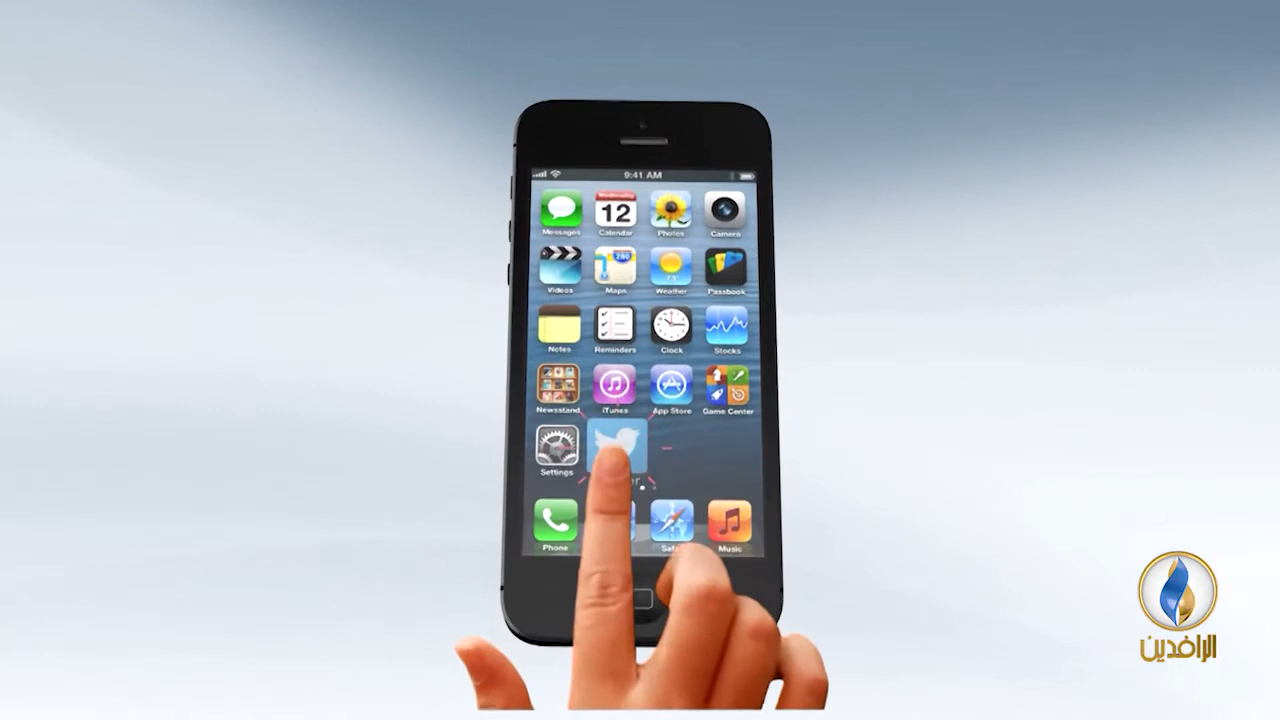 9:41 AM
Wednesday
12
Messages Calendar Photos Camera
280
73°
Videos Maps Weather Passbook
Notes Reminders Clock Stocks
Newsstand iTunes App Store Game Center
Settings
Phone Music
الرافدين